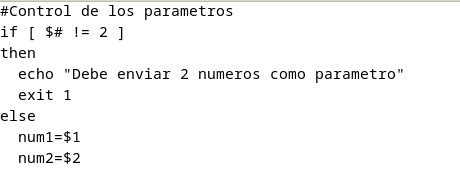 #Control de los parametros
if [ $# != 2 ]
then
  echo "Debe enviar 2 numeros como parametro"
  exit 1
else
  num1=$1
  num2=$2